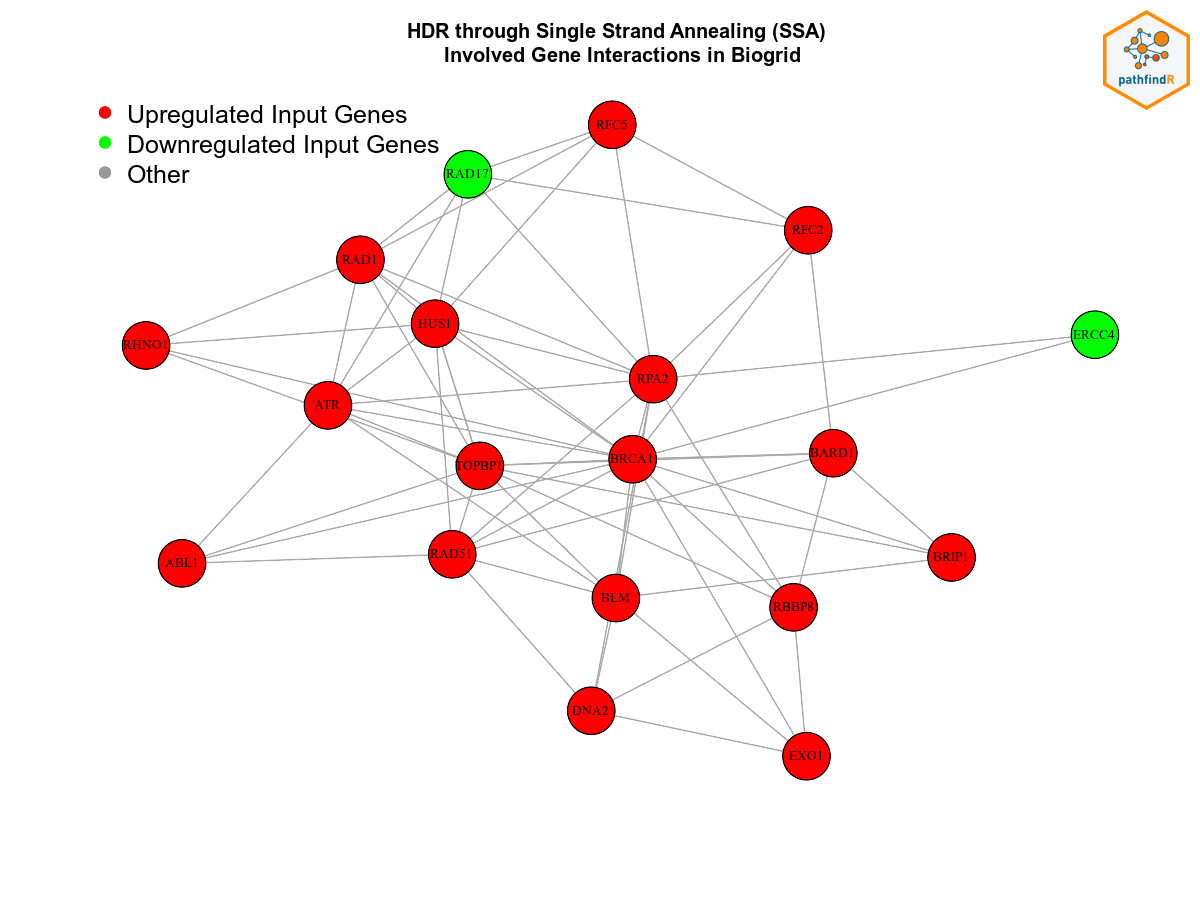 HDR through Single Strand Annealing (SSA)
Involved Gene Interactions in Biogrid
pathfindR
Upregulated Input Genes
Downregulated Input Genes
Other
RFC5
RAD17
RFC2
RAD1
HUS1
ERCC4
RHNO1
RPA2
ATR
BRCA1
BARD1
TOPBP1
RAD51
ABL1
BRIP1
BLM
RBBP8
DNA2
EXO1